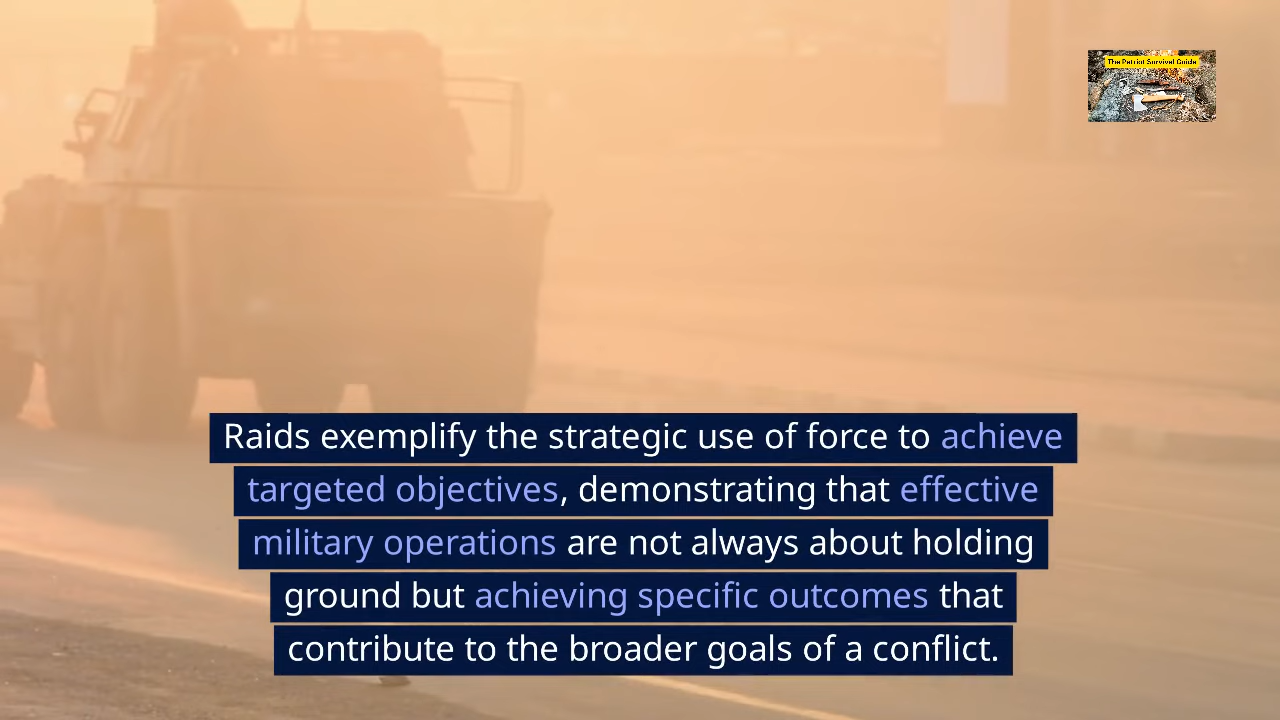 The Patriot Survival Guide
Raids exemplify the strategic use of force to achieve
targeted objectives, demonstrating that effective
military operations are not always about holding
ground but achieving specific outcomes that
contribute to the broader goals of a conflict.